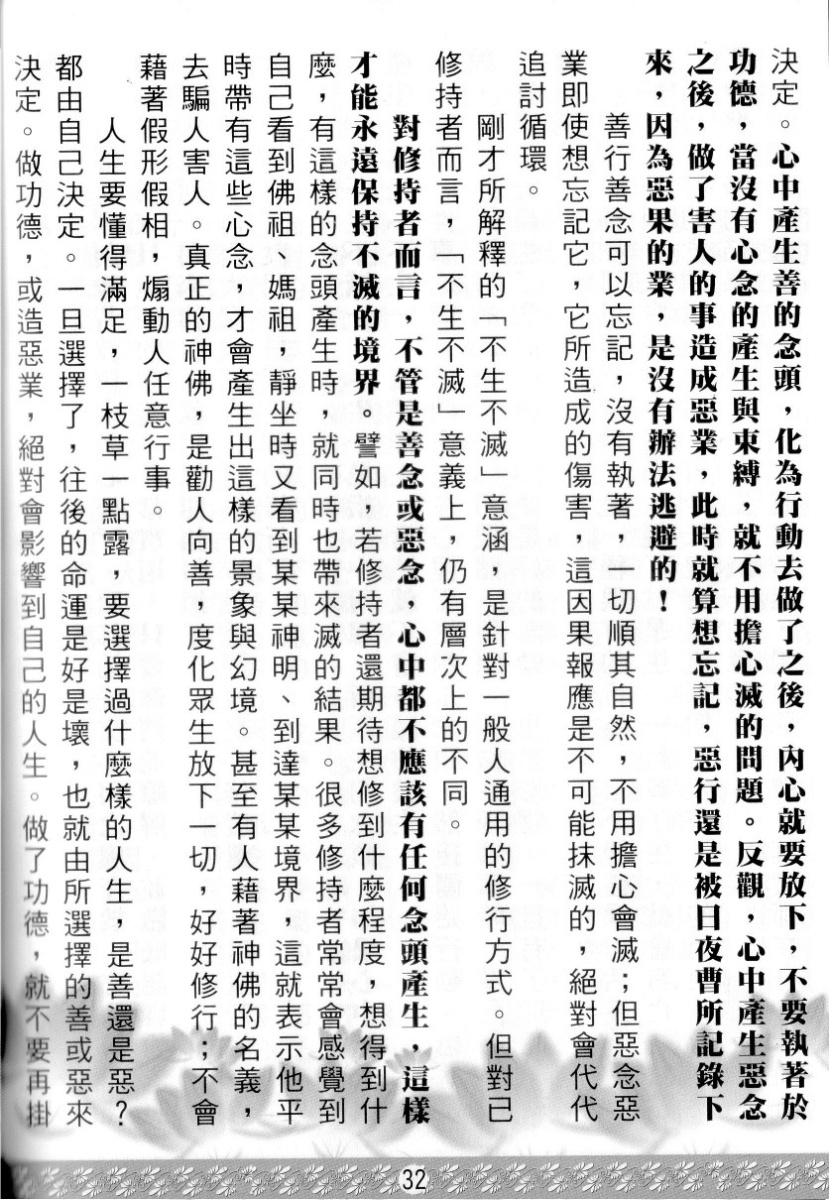 決定。心中產生善的念頭，化為行動去做了之後，內心就要放下，不要執著於
功德，當沒有心念的產生與束縛，就不用擔心滅的問題。反觀，心中產生惡念
之後，做了害人的事造成惡業，此時就算想忘記，惡行還是被日夜曹所記錄下
來，因為惡果的業，是沒有辦法逃避的！
善行善念可以忘記，沒有執著，一切順其自然，不用擔心會滅；但惡念惡
業即使想忘記它，它所造成的傷害，這因果報應是不可能抹滅的，絕對會代代
追討循環。
剛才所解釋的「不生不滅」意涵，是針對一般人通用的修行方式。但對已
修持者而言，「不生不滅」意義上，仍有層次上的不同。
對修持者而言，不管是善念或惡念，心中都不應該有任何念頭產生，這樣
才能永遠保持不滅的境界。譬如，若修持者還期待想修到什麼程度，想得到什
麼，有這樣的念頭產生時，就同時也帶來滅的結果。很多修持者常常會感覺到
自己看到佛祖、媽祖，靜坐時又看到某某神明、到達某某境界，這就表示他平
時帶有這些心念，才會產生出這樣的景象與幻境。甚至有人藉著神佛的名義，
去騙人害人。真正的神佛，是勸人向善，度化眾生放下一切，好好修行；不會
藉著假形假相，煽動人任意行事。
人生要懂得滿足，一枝草一點露，要選擇過什麼樣的人生，是善還是惡？
都由自己決定。一旦選擇了，往後的命運是好是壞，也就由所選擇的善或惡來
決定。做功德，或造惡業，絕對會影響到自己的人生。做了功德，就不要再掛
32